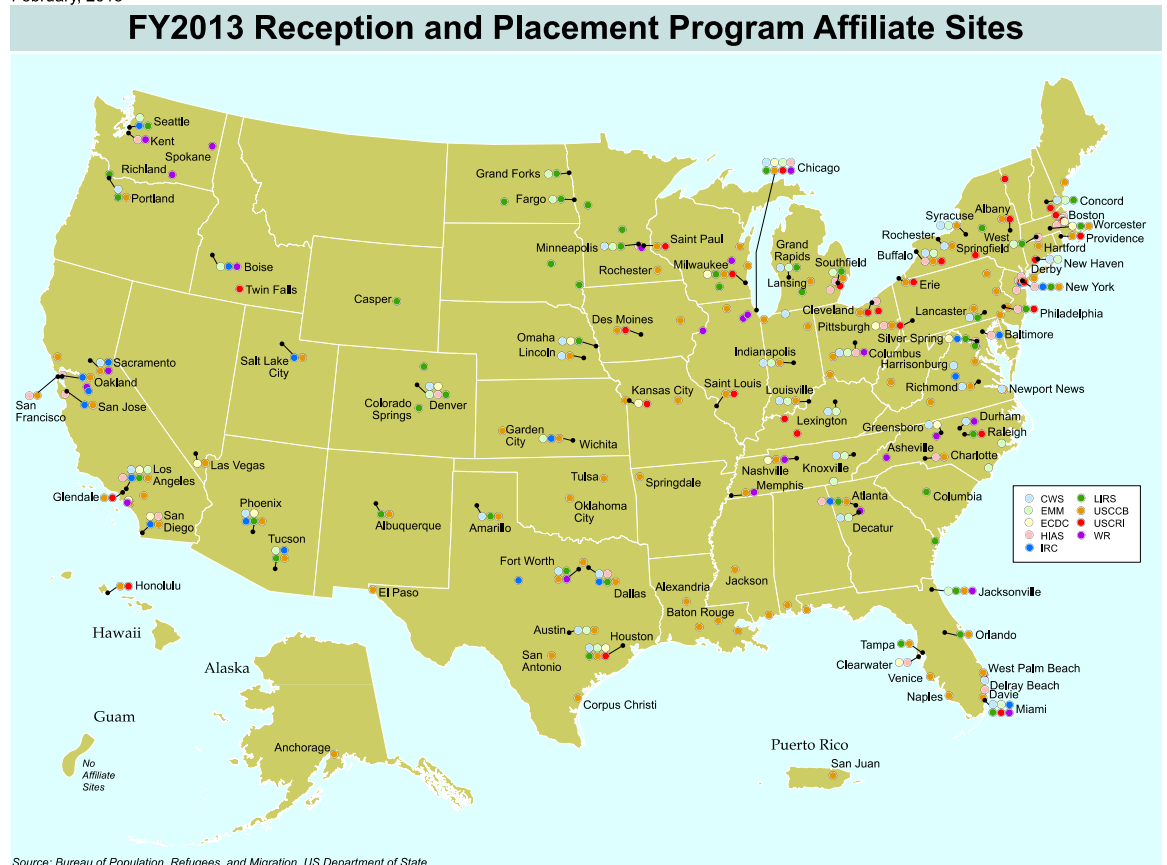 FY2013 Reception and Placement Program Affiliate Sites
Seattle
Kent
Spokane
Richland
Portland
Boise
Twin Falls
Casper
Grand Forks
Fargo
Minneapolis
Saint Paul
Rochester
Milwaukee
Chicago
Grand
Rapids
Lansing
Southfield
Syracuse
Albany
Concord
Boston
Worcester
Providence
Rochester
West
Springfield
Hartford
Buffalo
Derby
New Haven
New York
Erie
Cleveland
Pittsburgh
Lancaster
Philadelphia
Silver Spring
Baltimore
Columbus
Harrisonburg
Richmond
Newport News
Des Moines
Omaha
Lincoln
Indianapolis
Sacramento
Oakland
San
Francisco
San Jose
Salt Lake
City
Colorado
Springs
Denver
Kansas City
Saint Louis
Louisville
Lexington
Greensboro
Durham
Raleigh
Asheville
Charlotte
Garden
City
Wichita
Las Vegas
Los
Angeles
Glendale
San
Diego
Phoenix
Tucson
Albuquerque
Amarillo
Tulsa
Oklahoma
City
Springdale
Nashville
Knoxville
Memphis
Atlanta
Decatur
Columbia
CWS
EMM
ECDC
HIAS
IRC
LIRS
USCCB
USCRI
WR
Fort Worth
Dallas
El Paso
Jackson
Alexandria
Baton Rouge
Austin
Houston
San
Antonio
Corpus Christi
Jacksonville
Orlando
Tampa
Clearwater
Venice
Naples
West Palm Beach
Delray Beach
Davie
Miami
Honolulu
Hawaii
Alaska
Anchorage
Guam
No
Affiliate
Sites
Puerto Rico
San Juan
Source: Bureau of Population, Refugees, and Migration, US Department of State